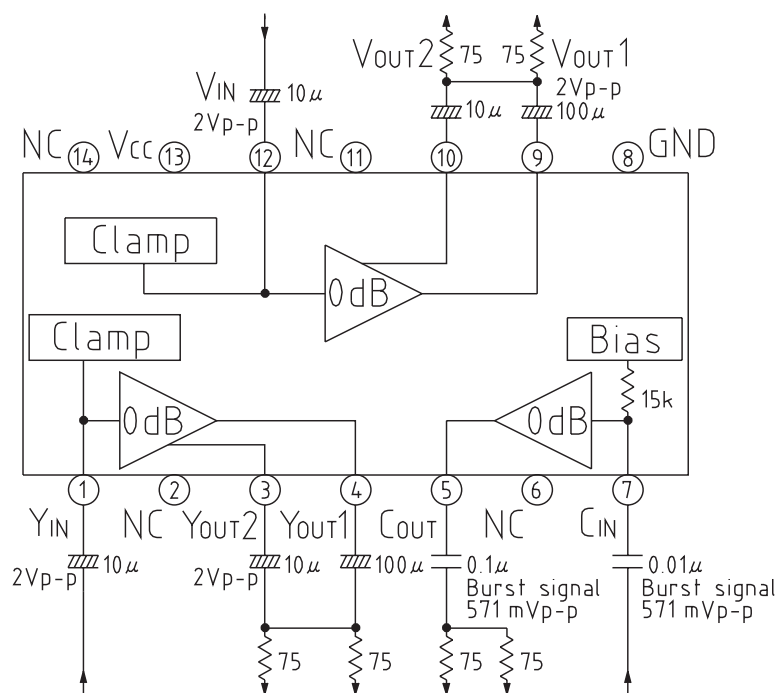 VOUT2 75 75 VOUT1
VIN 10μ 2Vp-p
2Vp-p 10μ 100μ
NC 14 VCC 13 12 NC 11 10 9 8 GND
Clamp
0dB
Clamp
Bias
0dB 0dB 15k
1 2 3 4 5 6 7
YIN NC YOUT2 YOUT1 COUT NC CIN
2Vp-p 10μ 2Vp-p 10μ 100μ 0.1μ 0.01μ
Burst signal Burst signal
571 mVp-p 571 mVp-p
75 75 75 75